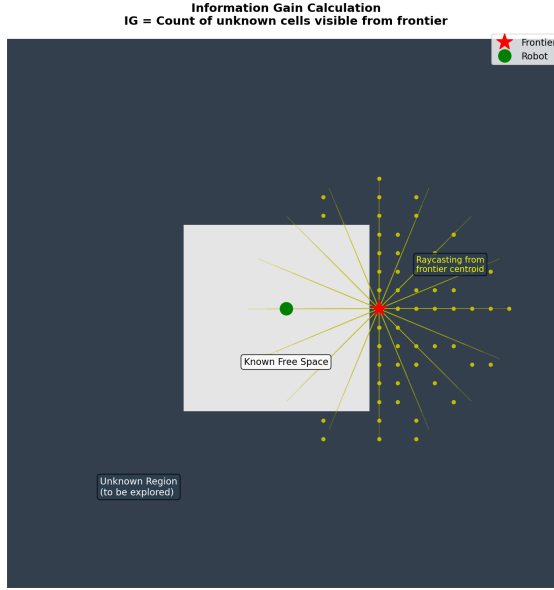 Information Gain Calculation
IG = Count of unknown cells visible from frontier
Frontier
Robot
Raycasting from
frontier centroid
Known Free Space
Unknown Region
(to be explored)